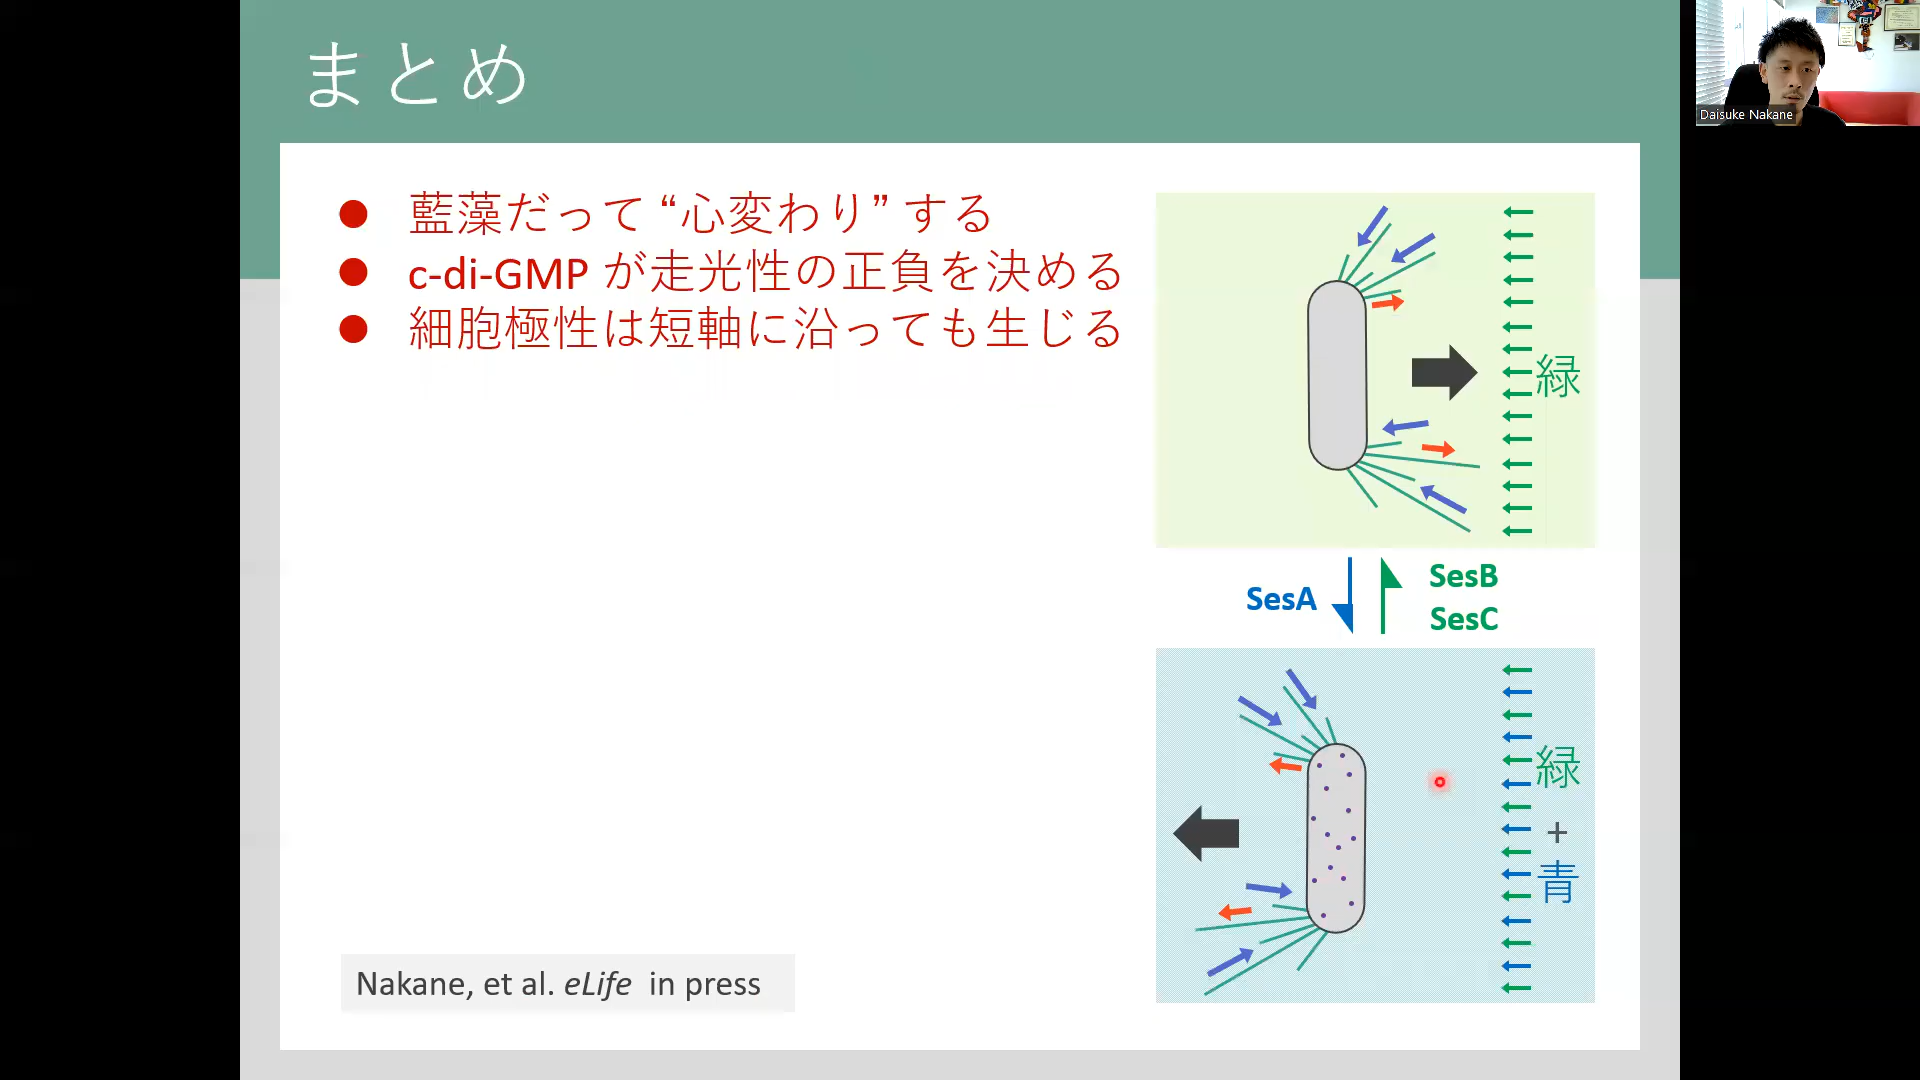 まとめ
Daisuke Nakane
藍藻だって “心変わり” する
c-di-GMP が走光性の正負を決める
細胞極性は短軸に沿っても生じる
緑
SesA
SesB
SesC
緑
+
青
Nakane, et al. eLife in press